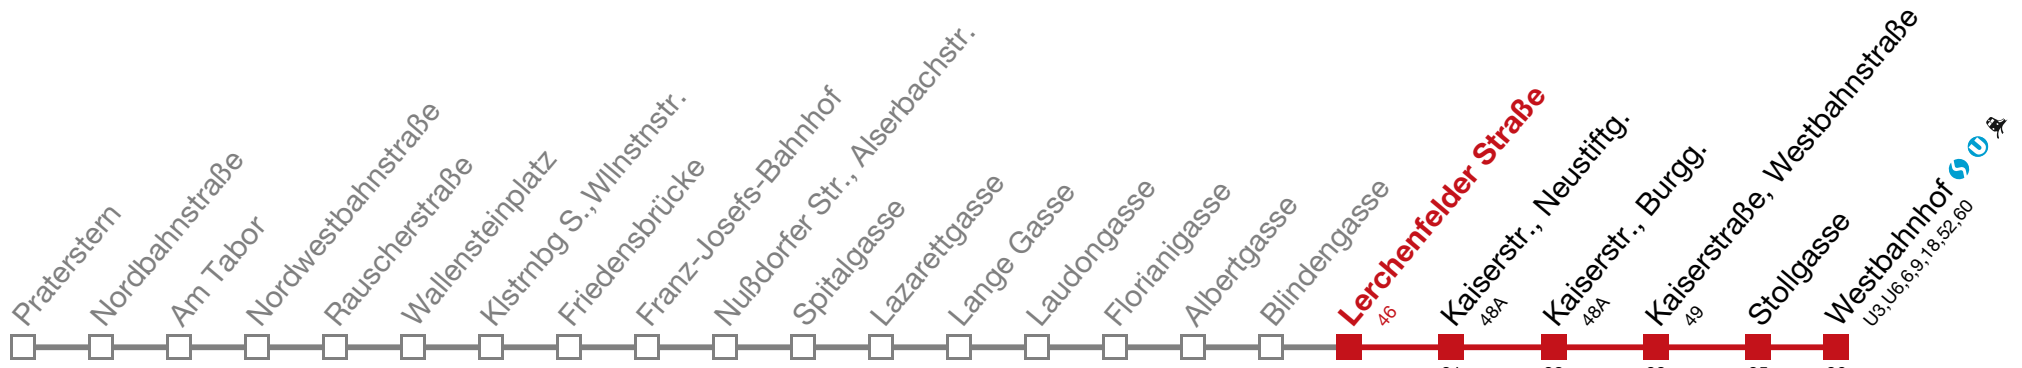 Praterstern
Nordbahnstraße
Am Tabor
Nordwestbahnstraße
Rauscherstraße
Wallensteinplatz
Klstrnbg S., Wllnstnstr.
Friedensbrücke
Franz-Josefs-Bahnhof
Nußdorfer Str., Alserbachstr.
Spitalgasse
Lazarettgasse
Lange Gasse
Laudongasse
Florianigasse
Albertgasse
Blindengasse
Lerchenfelder Straße
46
Kaiserstr., Neustiftg.
48A
Kaiserstr., Burgg.
48A
Kaiserstraße, Westbahnstraße
49
Stollgasse
Westbahnhof S U
U3,U6,6,9,18,52,60